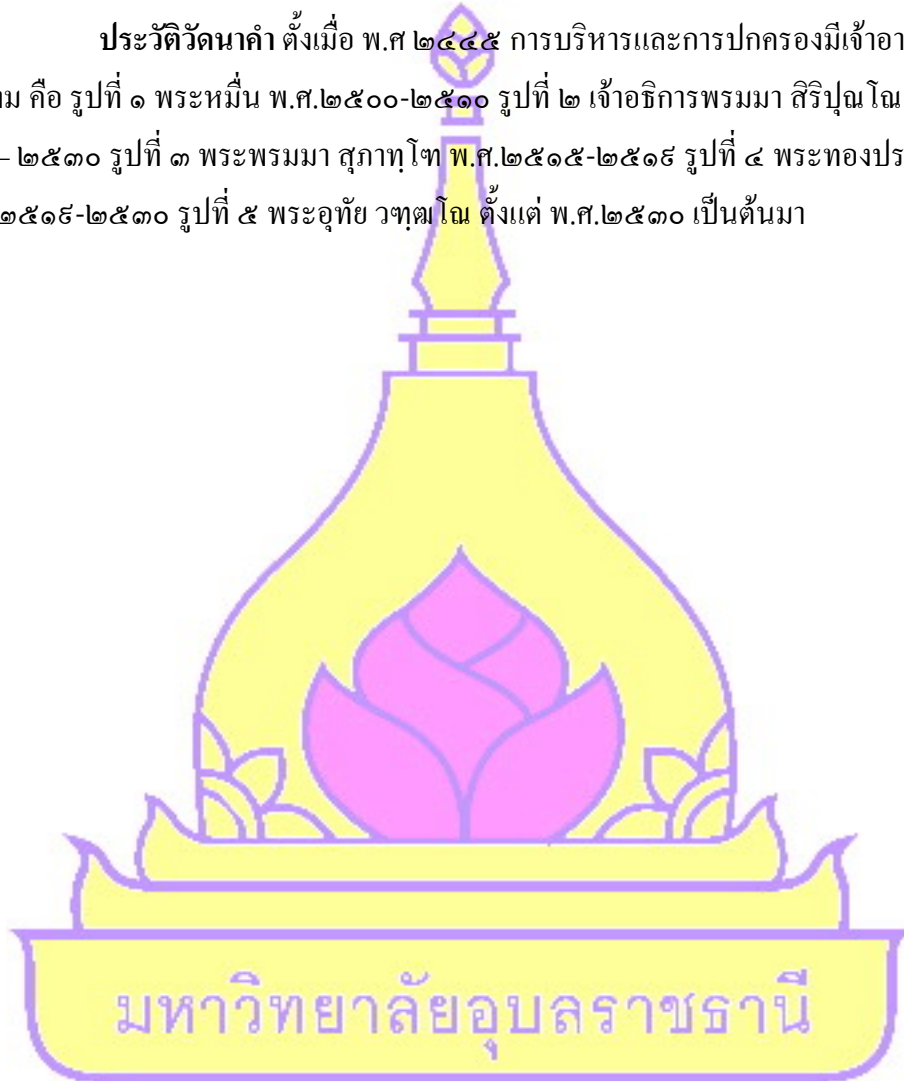 ประวัติวัดนาคำ ตั้งเมื่อ พ.ศ ๒๔๔๕ การบริหารและการปกครองมีเจ้าอา
าม คือ รูปที่ ๑ พระหมื่น พ.ศ.๒๕๐๐-๒๕๑๐ รูปที่ ๒ เจ้าอธิการพรมมา สิริปุณโณ
– ๒๕๓๐ รูปที่ ๓ พระพรมมา สุภาทฺโฑ พ.ศ.๒๕๑๕-๒๕๑๙ รูปที่ ๔ พระทองปร
๒๕๑๙-๒๕๓๐ รูปที่ ๕ พระอุทัย วฑฺฒโณ ตั้งแต่ พ.ศ.๒๕๓๐ เป็นต้นมา
มหาวิทยาลัยอุบลราชธานี